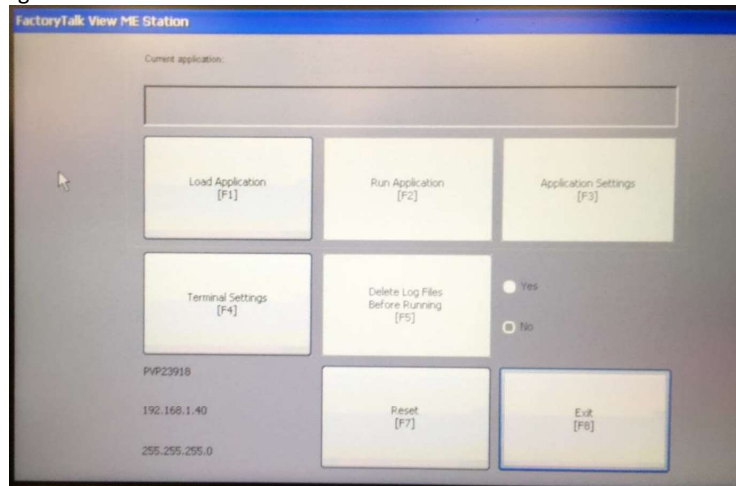 FactoryTalk View ME Station
Current application:
Load Application
[F1]
Run Application
[F2]
Application Settings
[F3]
Terminal Settings
[F4]
Delete Log Files
Before Running
[F5]
Yes
No
PVP23918
192.168.1.40
255.255.255.0
Reset
[F7]
Exit
[F8]